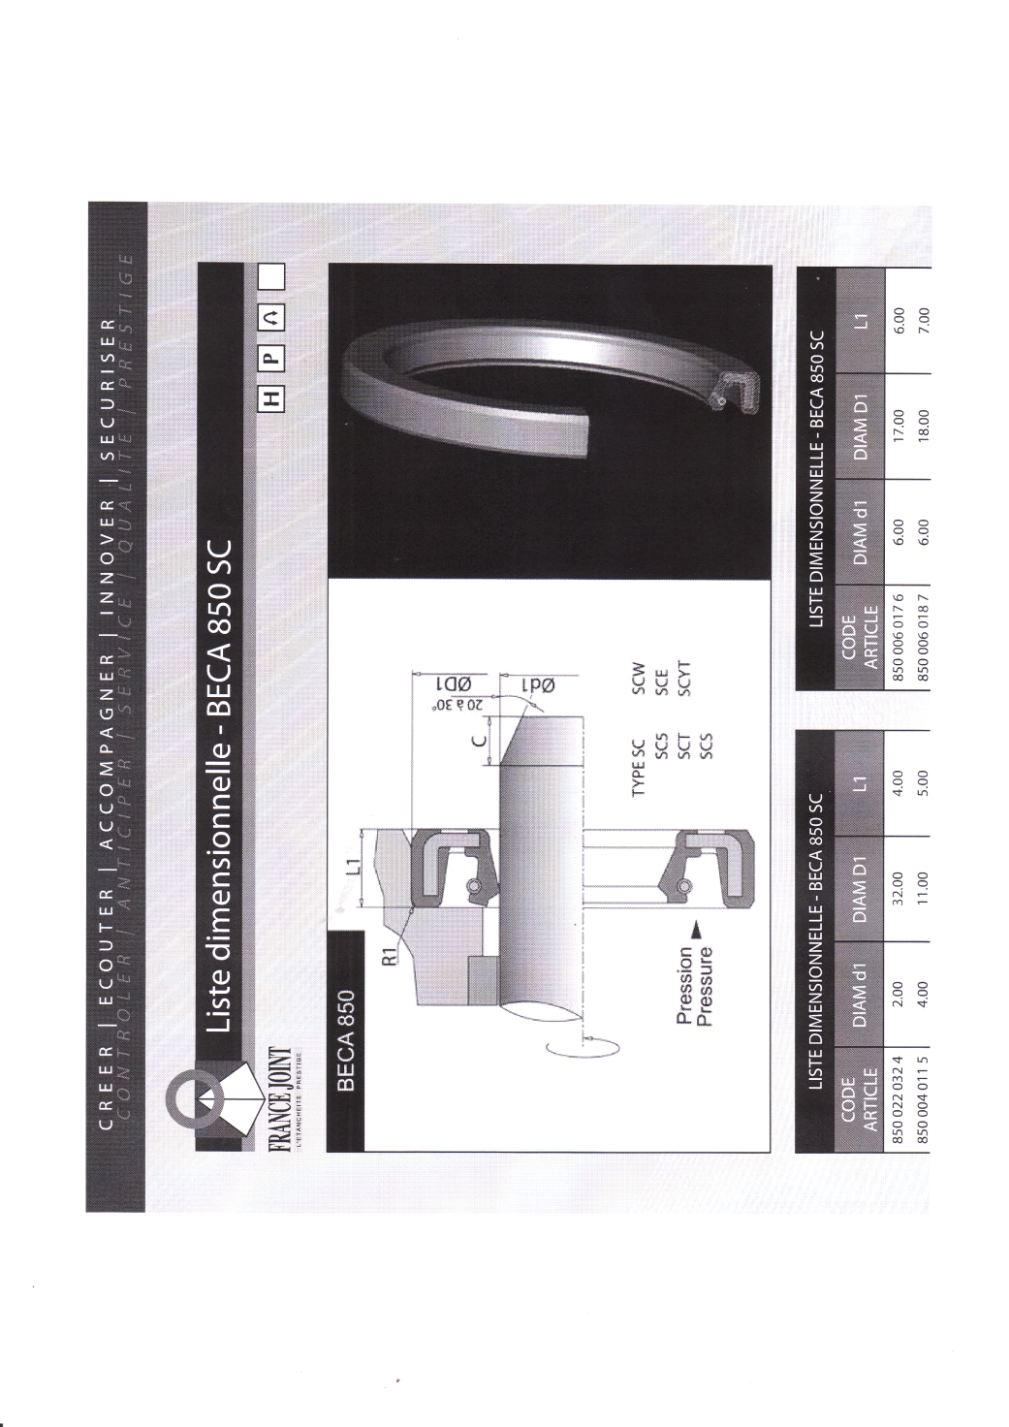 CREER | ECOUTER | ACCOMPAGNER | INNOVER | SECURISER
CONTROLER | ANTICIPER | SERVICE | QUALITE | PRESTIGE
Liste dimensionnelle - BECA 850 SC
FRANCE JOINT
L'ETANCHEITE PRESTIGE
H P
BECA 850
R1
L1
C
20 à 30°
ØD1
Ød1
TYPE SC SCW
SC5 SCE
SCT SCYT
SCS
Pression
Pressure
LISTE DIMENSIONNELLE - BECA 850 SC
CODE ARTICLE DIAM d1 DIAM D1 L1
850 022 032 4 2.00 32.00 4.00
850 004 011 5 4.00 11.00 5.00
LISTE DIMENSIONNELLE - BECA 850 SC
CODE ARTICLE DIAM d1 DIAM D1 L1
850 006 017 6 6.00 17.00 6.00
850 006 018 7 6.00 18.00 7.00